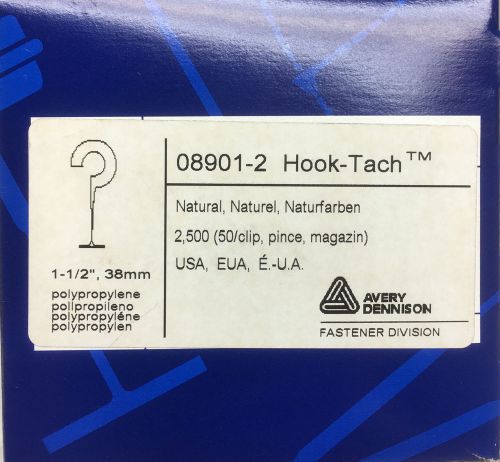 08901-2 Hook-Tach™
Natural, Naturel, Naturfarben
2,500 (50/clip, pince, magazin)
USA, EUA, É.-U.A.
1-1/2", 38mm
polypropylene
polipropileno
polypropyléne
polypropylen
AVERY
DENNISON
FASTENER DIVISION